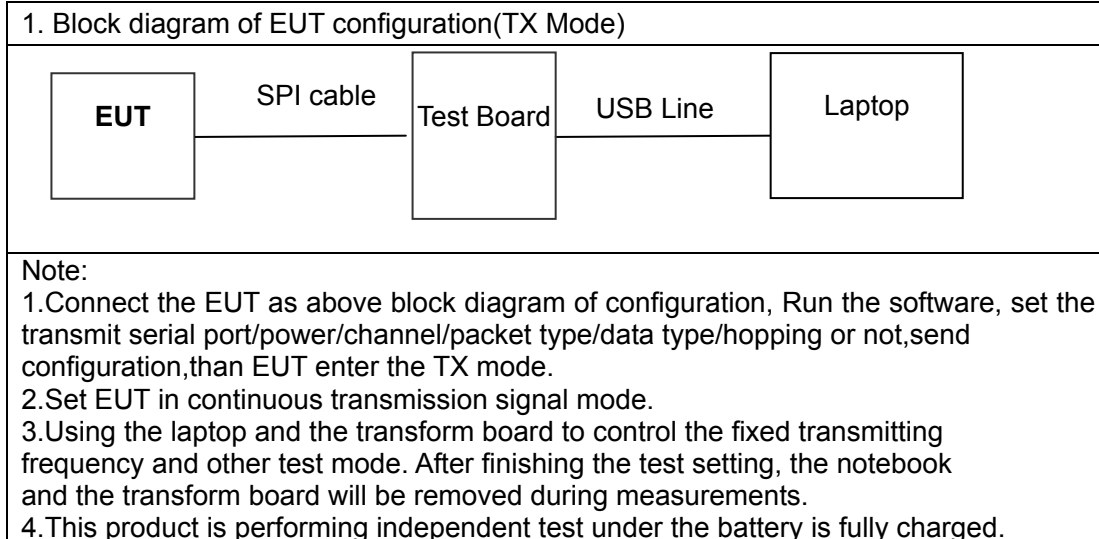 1. Block diagram of EUT configuration(TX Mode)
EUT
SPI cable
Test Board
USB Line
Laptop
Note:
1.Connect the EUT as above block diagram of configuration, Run the software, set the
transmit serial port/power/channel/packet type/data type/hopping or not,send
configuration,than EUT enter the TX mode.
2.Set EUT in continuous transmission signal mode.
3.Using the laptop and the transform board to control the fixed transmitting
frequency and other test mode. After finishing the test setting, the notebook
and the transform board will be removed during measurements.
4.This product is performing independent test under the battery is fully charged.